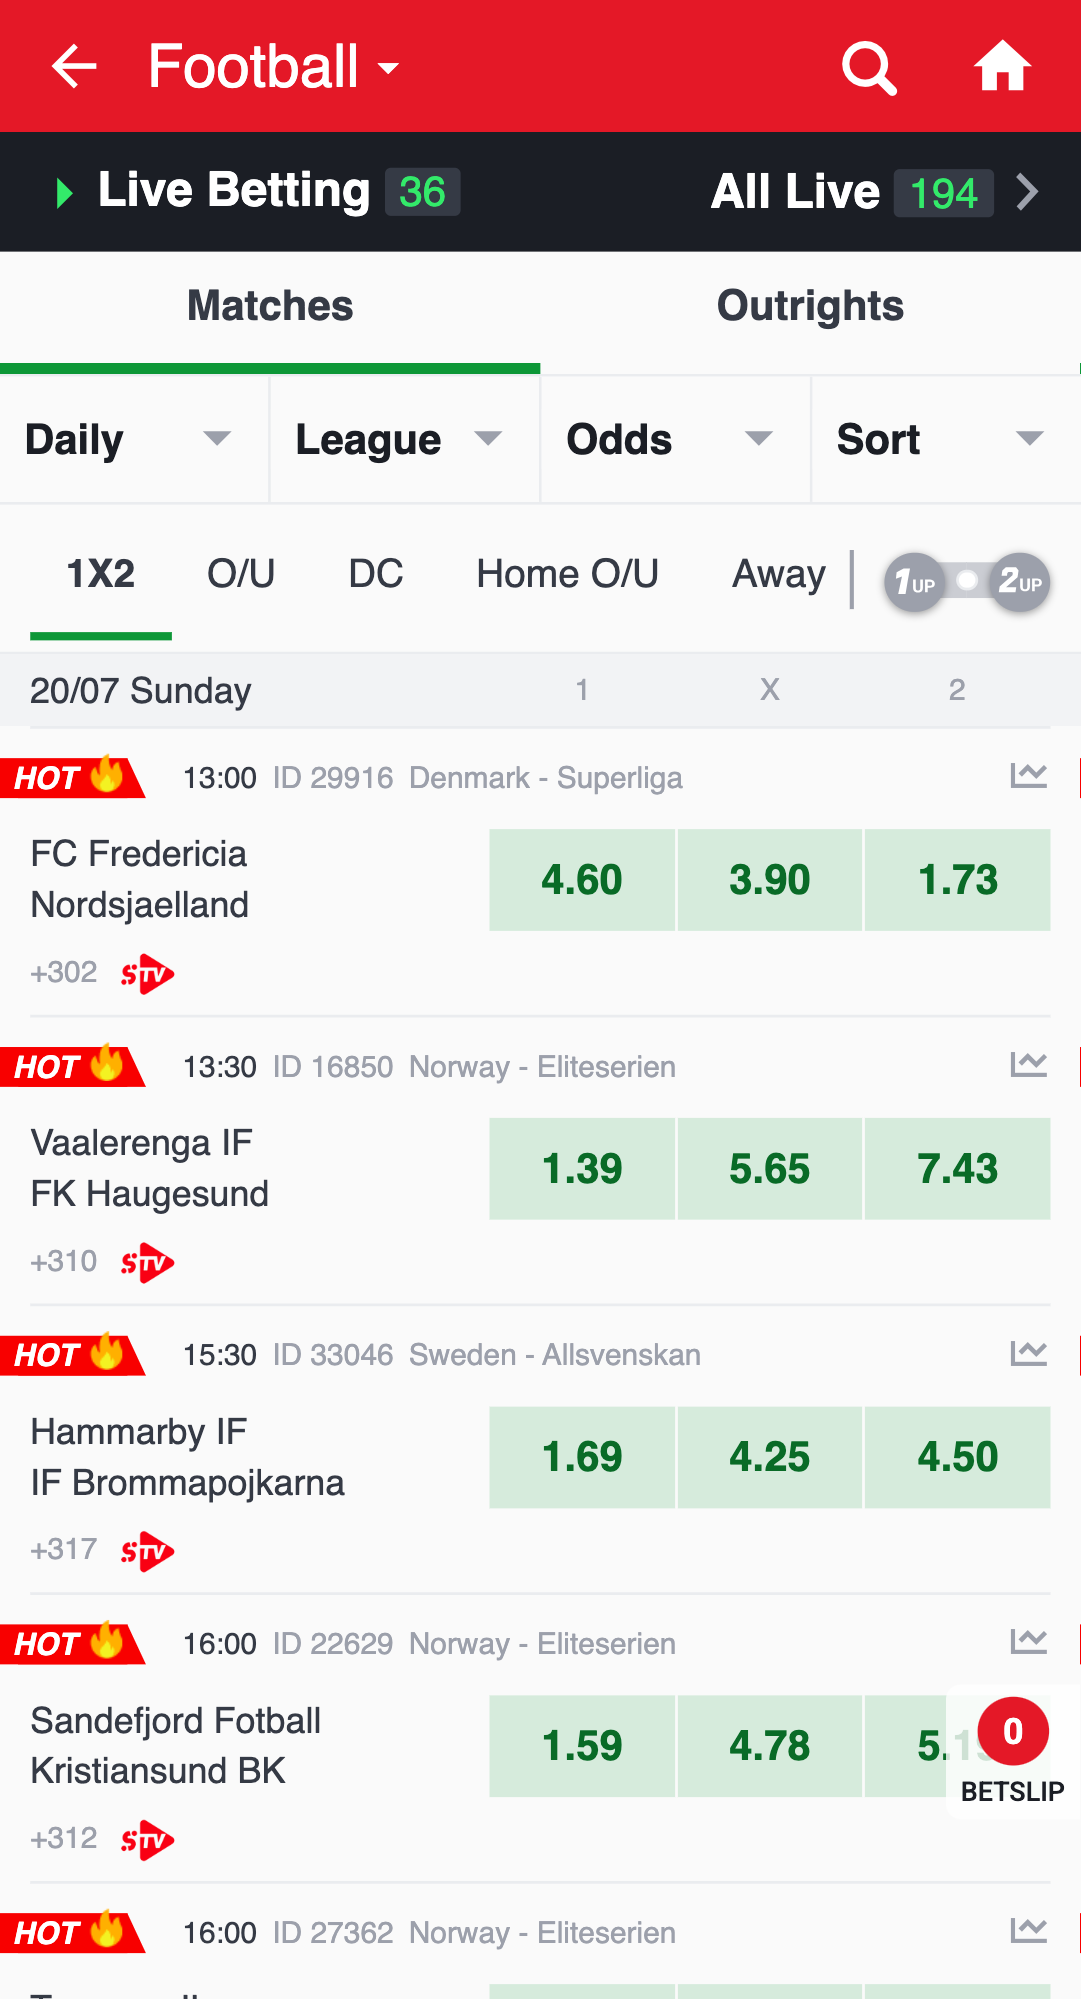 Football
Live Betting 36
All Live 194
Matches
Outrights
Daily
League
Odds
Sort
1X2 O/U DC Home O/U Away
1UP 2UP
20/07 Sunday 1 X 2
HOT 13:00 ID 29916 Denmark - Superliga
FC Fredericia
Nordsjaelland
4.60 3.90 1.73
+302 STV
HOT 13:30 ID 16850 Norway - Eliteserien
Vaalerenga IF
FK Haugesund
1.39 5.65 7.43
+310 STV
HOT 15:30 ID 33046 Sweden - Allsvenskan
Hammarby IF
IF Brommapojkarna
1.69 4.25 4.50
+317 STV
HOT 16:00 ID 22629 Norway - Eliteserien
Sandefjord Fotball
Kristiansund BK
1.59 4.78
0
BETSLIP
+312 STV
HOT 16:00 ID 27362 Norway - Eliteserien